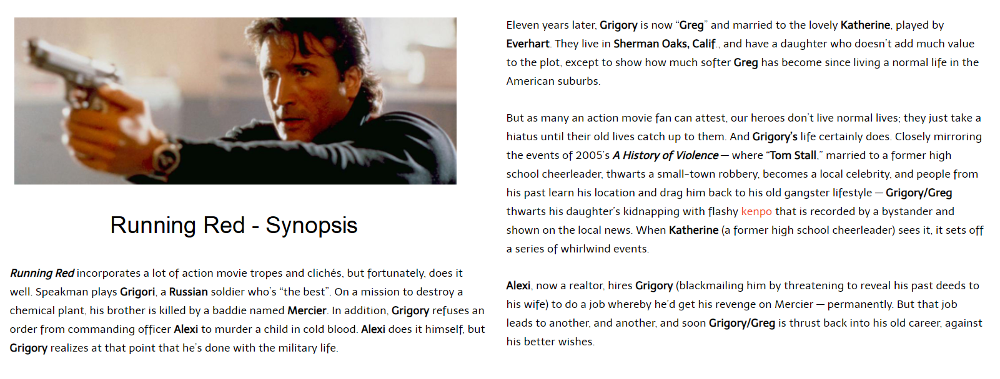 Running Red - Synopsis
Running Red incorporates a lot of action movie tropes and clichés, but fortunately, does it
well. Speakman plays Grigori, a Russian soldier who's “the best”. On a mission to destroy a
chemical plant, his brother is killed by a baddie named Mercier. In addition, Grigory refuses an
order from commanding officer Alexi to murder a child in cold blood. Alexi does it himself, but
Grigory realizes at that point that he's done with the military life.
Eleven years later, Grigory is now “Greg” and married to the lovely Katherine, played by
Everhart. They live in Sherman Oaks, Calif., and have a daughter who doesn't add much value
to the plot, except to show how much softer Greg has become since living a normal life in the
American suburbs.
But as many an action movie fan can attest, our heroes don't live normal lives; they just take a
hiatus until their old lives catch up to them. And Grigory's life certainly does. Closely mirroring
the events of 2005's A History of Violence — where “Tom Stall,” married to a former high
school cheerleader, thwarts a small-town robbery, becomes a local celebrity, and people from
his past learn his location and drag him back to his old gangster lifestyle — Grigory/Greg
thwarts his daughter's kidnapping with flashy kenpo that is recorded by a bystander and
shown on the local news. When Katherine (a former high school cheerleader) sees it, it sets off
a series of whirlwind events.
Alexi, now a realtor, hires Grigory (blackmailing him by threatening to reveal his past deeds to
his wife) to do a job whereby he'd get his revenge on Mercier — permanently. But that job
leads to another, and another, and soon Grigory/Greg is thrust back into his old career, against
his better wishes.